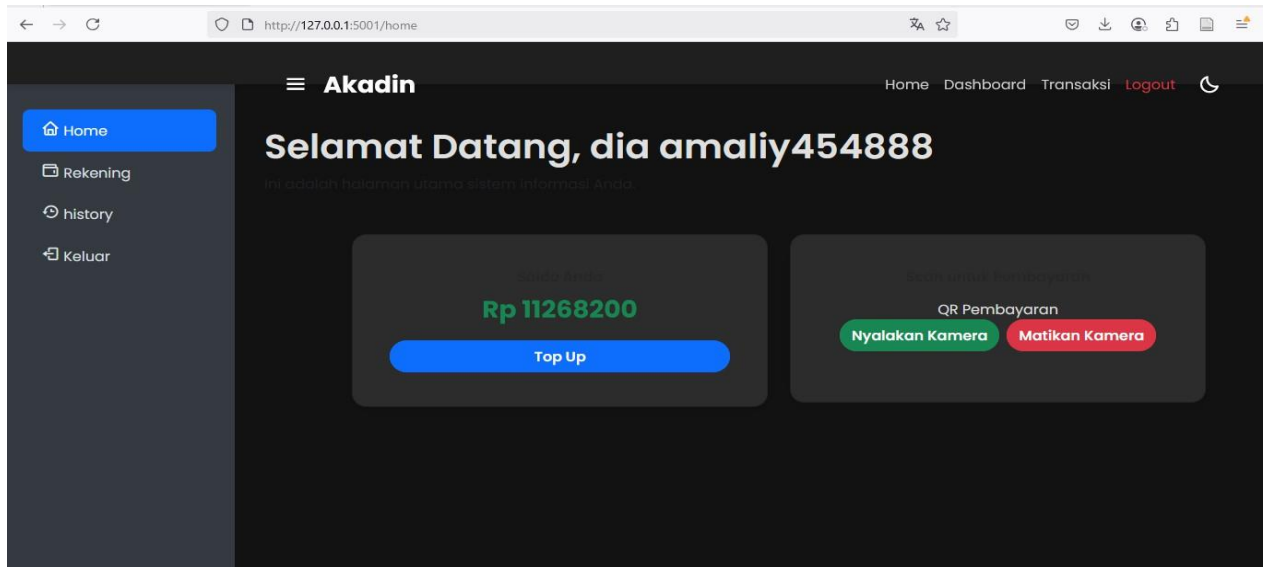 http://127.0.0.1:5001/home
Akadin
Home Dashboard Transaksi Logout
Home
Rekening
history
Keluar
Selamat Datang, dia amaliy454888
Ini adalah halaman utama sistem informasi Anda.
Saldo Anda
Rp 11268200
Top Up
untuk Pembayaran
QR Pembayaran
Nyalakan Kamera Matikan Kamera